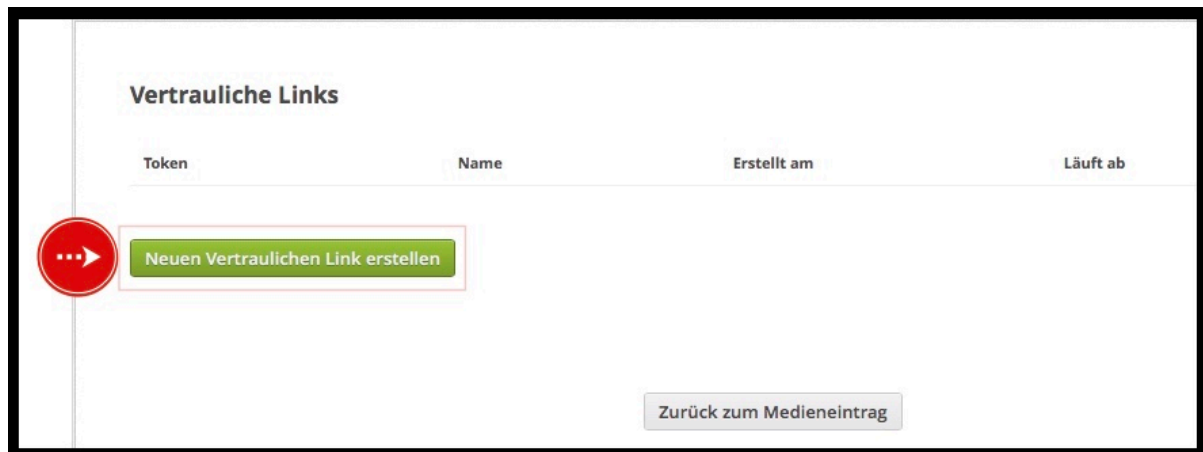 Vertrauliche Links
Token Name Erstellt am Läuft ab
Neuen Vertraulichen Link erstellen
Zurück zum Medieneintrag